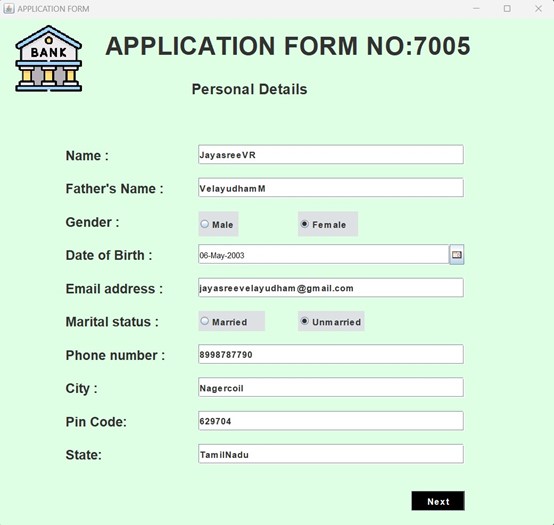 APPLICATION FORM
BANK
APPLICATION FORM NO:7005
Personal Details
Name : JayasreeVR
Father's Name : VelayudhamM
Gender : Male Female
Date of Birth : 06-May-2003
Email address : jayasreevelayudham@gmail.com
Marital status : Married Unmarried
Phone number : 8998787790
City : Nagercoil
Pin Code: 629704
State: TamilNadu
Next